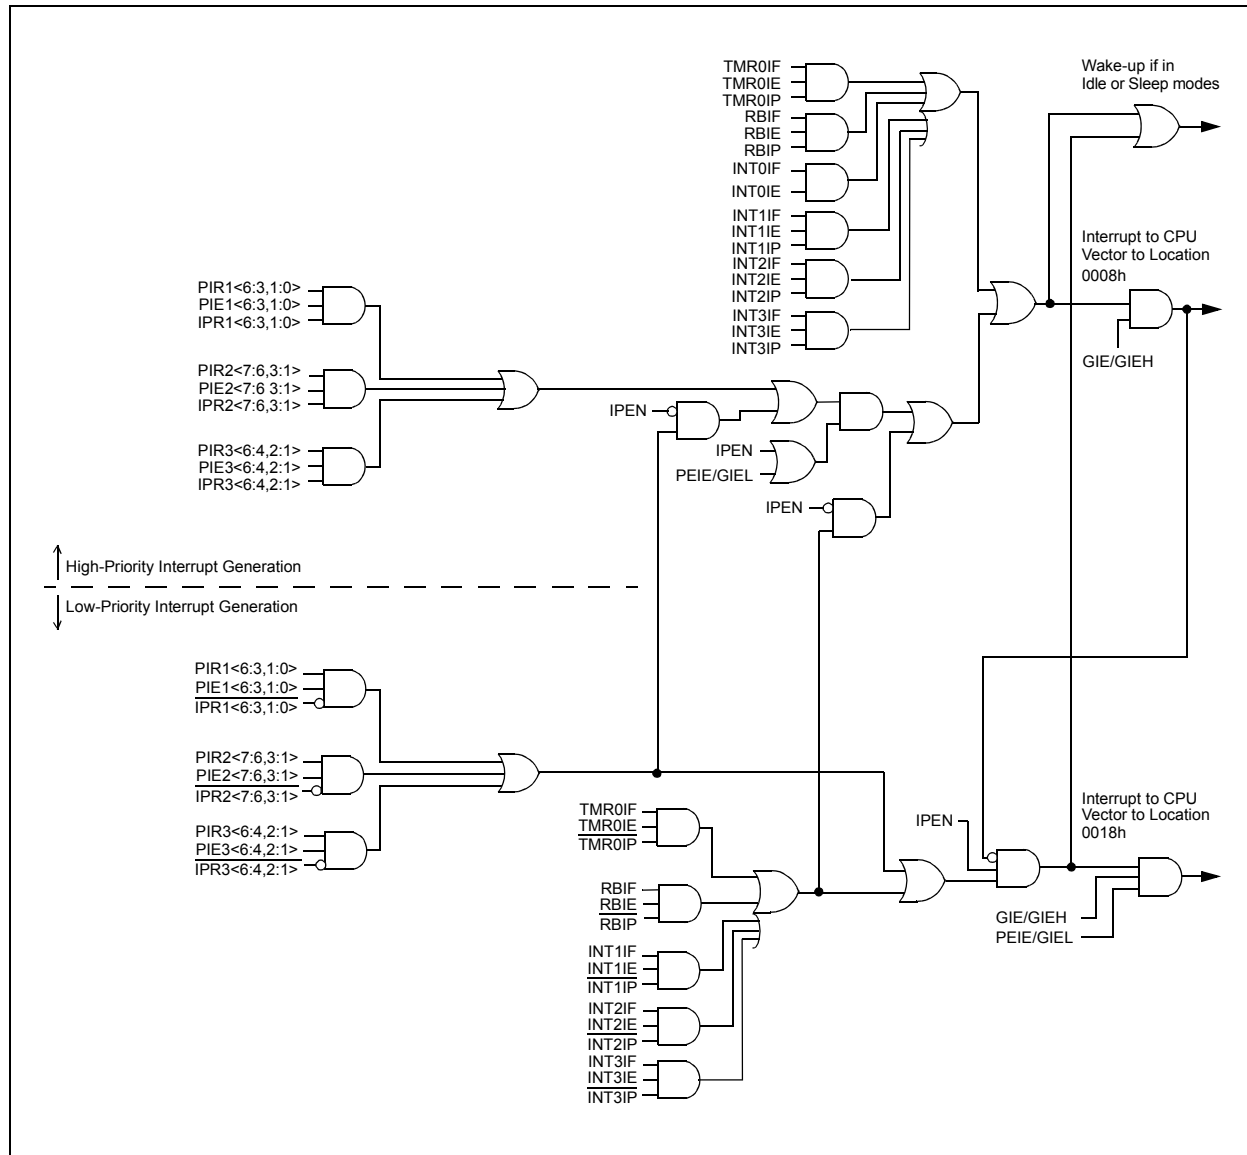 TMR0IF
TMR0IE
TMR0IP
RBIF
RBIE
RBIP
INT0IF
INT0IE
INT1IF
INT1IE
INT1IP
INT2IF
INT2IE
INT2IP
INT3IF
INT3IE
INT3IP
Wake-up if in
Idle or Sleep modes
Interrupt to CPU
Vector to Location
0008h
GIE/GIEH
PIR1<6:3,1:0>
PIE1<6:3,1:0>
IPR1<6:3,1:0>
PIR2<7:6,3:1>
PIE2<7:6 3:1>
IPR2<7:6,3:1>
PIR3<6:4,2:1>
PIE3<6:4,2:1>
IPR3<6:4,2:1>
IPEN
IPEN
PEIE/GIEL
IPEN
High-Priority Interrupt Generation
Low-Priority Interrupt Generation
PIR1<6:3,1:0>
PIE1<6:3,1:0>
IPR1<6:3,1:0>
PIR2<7:6,3:1>
PIE2<7:6,3:1>
IPR2<7:6,3:1>
PIR3<6:4,2:1>
PIE3<6:4,2:1>
IPR3<6:4,2:1>
TMR0IF
TMR0IE
TMR0IP
RBIF
RBIE
RBIP
INT1IF
INT1IE
INT1IP
INT2IF
INT2IE
INT2IP
INT3IF
INT3IE
INT3IP
IPEN
Interrupt to CPU
Vector to Location
0018h
GIE/GIEH
PEIE/GIEL